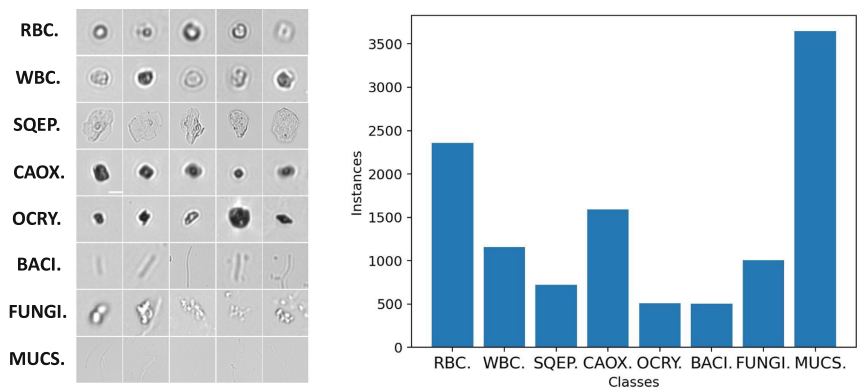 RBC.
WBC.
SQEP.
CAOX.
OCRY.
BACI.
FUNGI.
MUCS.
Instances
3500
3000
2500
2000
1500
1000
500
0
RBC. WBC. SQEP. CAOX. OCRY. BACI. FUNGI. MUCS.
Classes